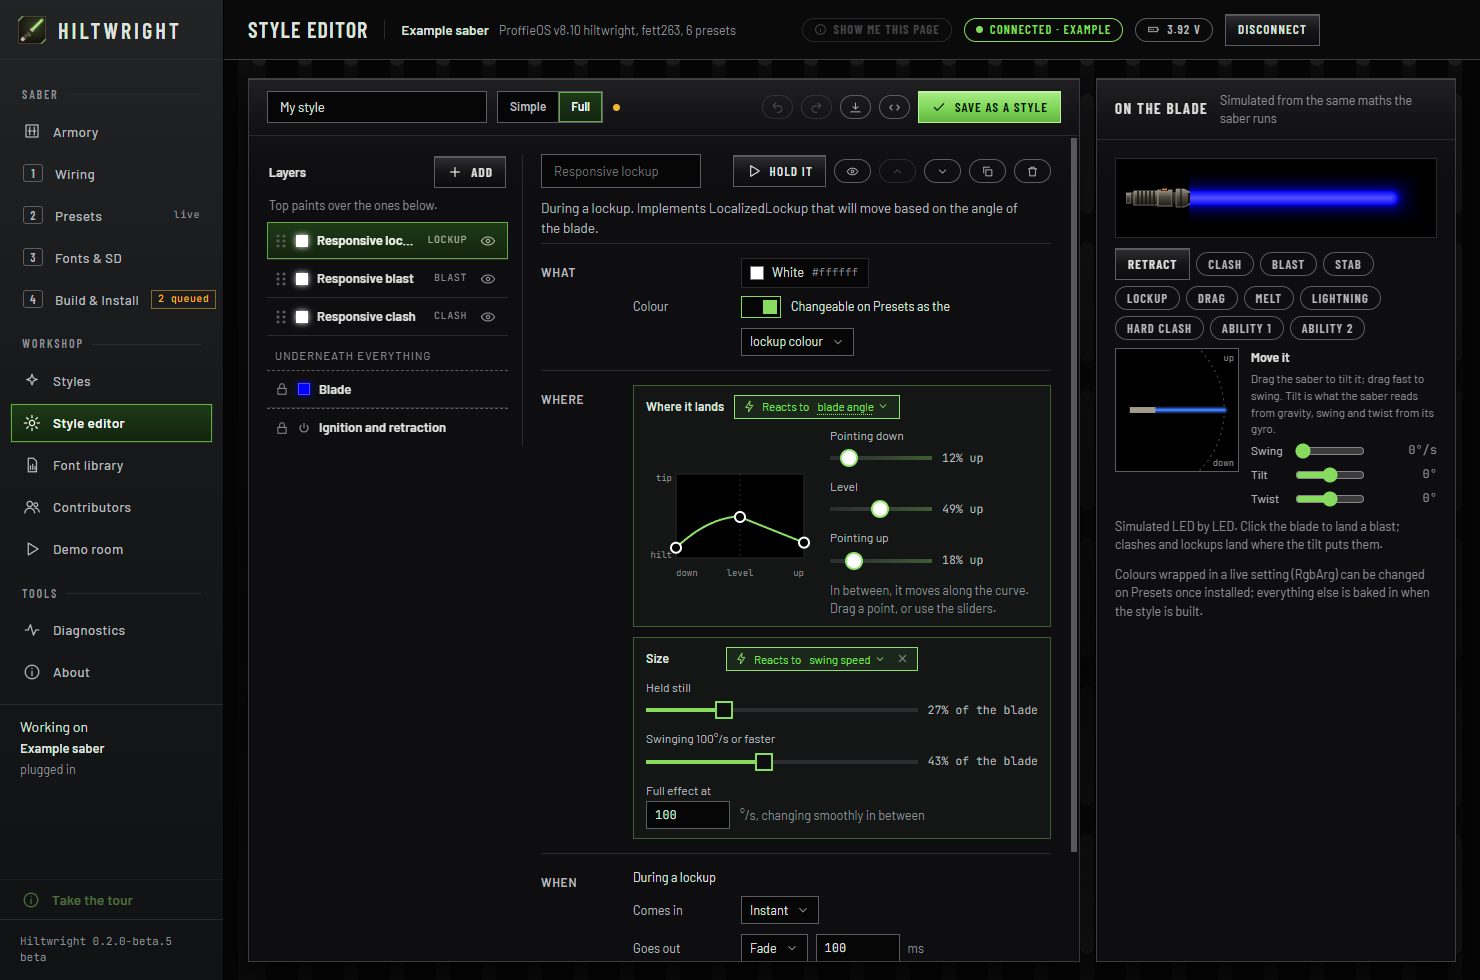 HILTWRIGHT
STYLE EDITOR
Example saber ProffieOS v8.10 hiltwright, fett263, 6 presets
SHOW ME THIS PAGE
CONNECTED · EXAMPLE
3.92 V
DISCONNECT
SABER
Armory
1 Wiring
2 Presets live
3 Fonts & SD
4 Build & Install 2 queued
WORKSHOP
Styles
Style editor
Font library
Contributors
Demo room
TOOLS
Diagnostics
About
Working on
Example saber
plugged in
Take the tour
Hiltwright 0.2.0-beta.5
beta
My style
Simple Full
SAVE AS A STYLE
Layers
ADD
Top paints over the ones below.
Responsive loc... LOCKUP
Responsive blast BLAST
Responsive clash CLASH
UNDERNEATH EVERYTHING
Blade
Ignition and retraction
Responsive lockup
HOLD IT
During a lockup. Implements LocalizedLockup that will move based on the angle of
the blade.
WHAT
White #ffffff
Colour
Changeable on Presets as the
lockup colour
WHERE
Where it lands
Reacts to blade angle
tip
hilt
down level up
Pointing down
12% up
Level
49% up
Pointing up
18% up
In between, it moves along the curve.
Drag a point, or use the sliders.
Size
Reacts to swing speed
Held still
27% of the blade
Swinging 100°/s or faster
43% of the blade
Full effect at
100 °/s, changing smoothly in between
WHEN
During a lockup
Comes in Instant
Goes out Fade 100 ms
ON THE BLADE
Simulated from the same maths the
saber runs
RETRACT CLASH BLAST STAB
LOCKUP DRAG MELT LIGHTNING
HARD CLASH ABILITY 1 ABILITY 2
up
down
Move it
Drag the saber to tilt it; drag fast to
swing. Tilt is what the saber reads
from gravity, swing and twist from its
gyro.
Swing 0°/s
Tilt 0°
Twist 0°
Simulated LED by LED. Click the blade to land a blast;
clashes and lockups land where the tilt puts them.
Colours wrapped in a live setting (RgbArg) can be changed
on Presets once installed; everything else is baked in when
the style is built.